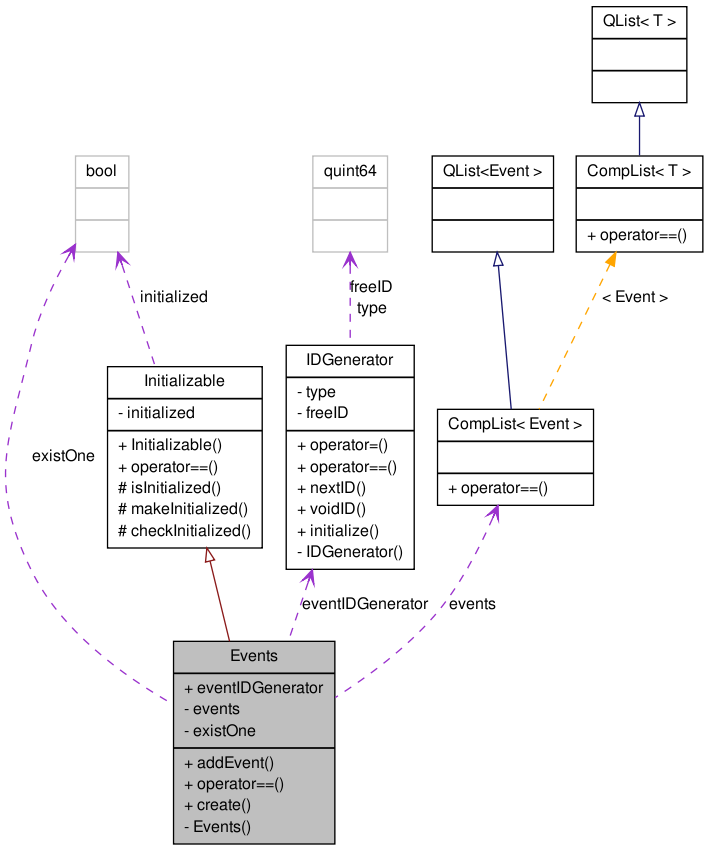 QList< T >
bool
quint64
QList<Event >
CompList< T >
+ operator==()
initialized
freeID
type
< Event >
Initializable
- initialized
+ Initializable()
+ operator==()
# isInitialized()
# makeInitialized()
# checkInitialized()
IDGenerator
- type
- freeID
+ operator=()
+ operator==()
+ nextID()
+ voidID()
+ initialize()
- IDGenerator()
CompList< Event >
+ operator==()
existOne
eventIDGenerator
events
Events
+ eventIDGenerator
- events
- existOne
+ addEvent()
+ operator==()
+ create()
- Events()